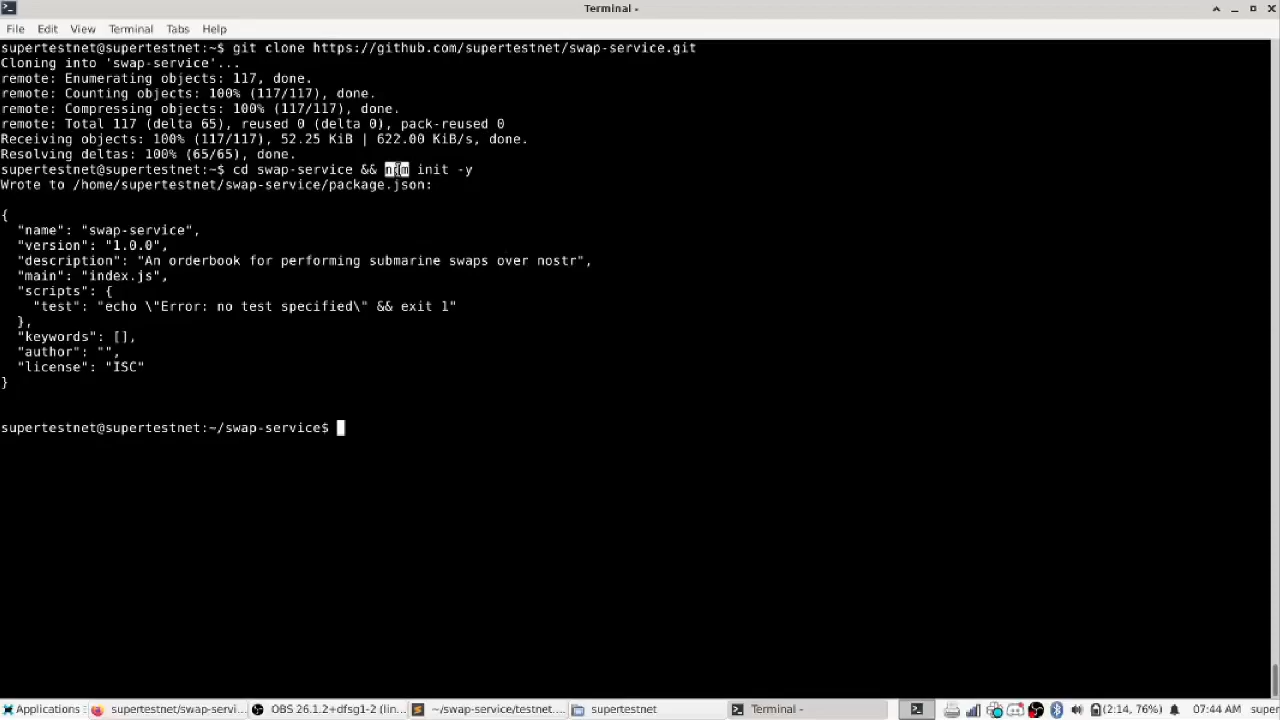 Terminal -
File Edit View Terminal Tabs Help
supertestnet@supertestnet:~$ git clone https://github.com/supertestnet/swap-service.git
Cloning into 'swap-service'...
remote: Enumerating objects: 117, done.
remote: Counting objects: 100% (117/117), done.
remote: Compressing objects: 100% (117/117), done.
remote: Total 117 (delta 65), reused 0 (delta 0), pack-reused 0
Receiving objects: 100% (117/117), 52.25 KiB | 622.00 KiB/s, done.
Resolving deltas: 100% (65/65), done.
supertestnet@supertestnet:~$ cd swap-service && npm init -y
Wrote to /home/supertestnet/swap-service/package.json:
{
  "name": "swap-service",
  "version": "1.0.0",
  "description": "An orderbook for performing submarine swaps over nostr",
  "main": "index.js",
  "scripts": {
    "test": "echo \"Error: no test specified\" && exit 1"
  },
  "keywords": [],
  "author": "",
  "license": "ISC"
}
supertestnet@supertestnet:~/swap-service$
Applications supertestnet/swap-servi... OBS 26.1.2+dfsg1-2 (lin... ~/swap-service/testnet.... supertestnet Terminal - (2:14, 76%) 07:44 AM super